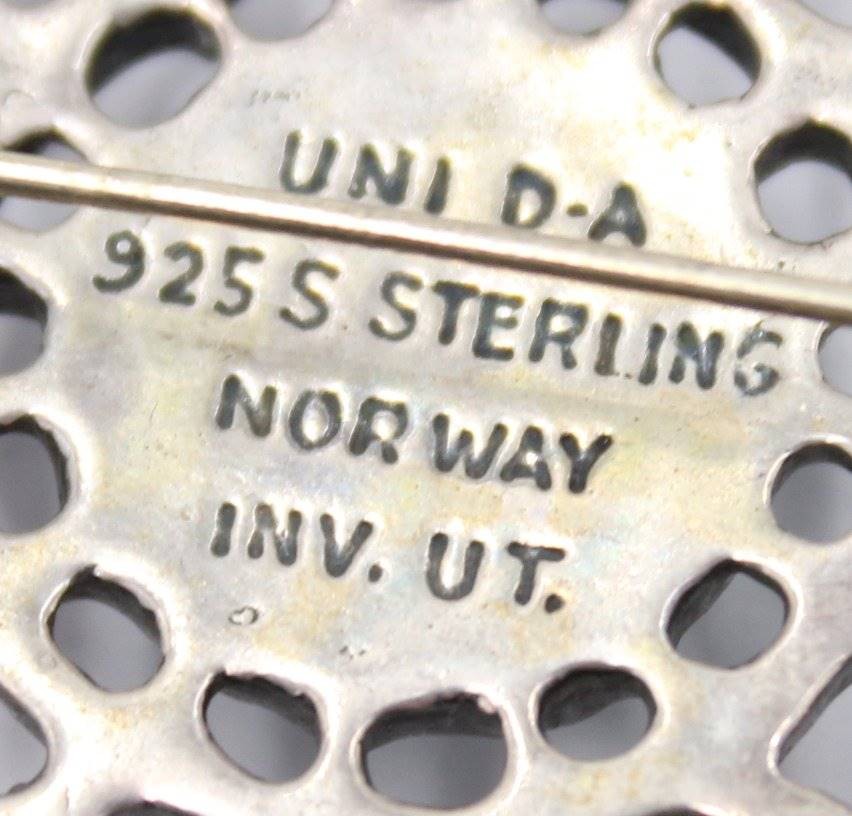 UNI D-A
925 S STERLING
NORWAY
INV. UT.